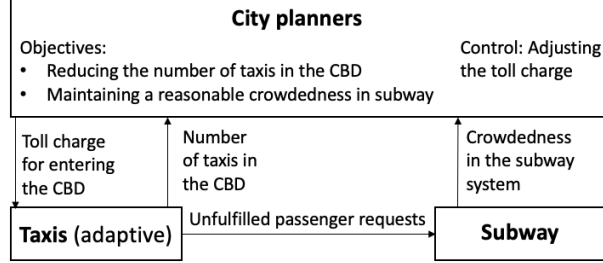 City planners
Objectives:
• Reducing the number of taxis in the CBD
• Maintaining a reasonable crowdedness in subway
Control: Adjusting
the toll charge
Toll charge
for entering
the CBD
Number
of taxis in
the CBD
Crowdedness
in the subway
system
Taxis (adaptive)
Unfulfilled passenger requests
Subway